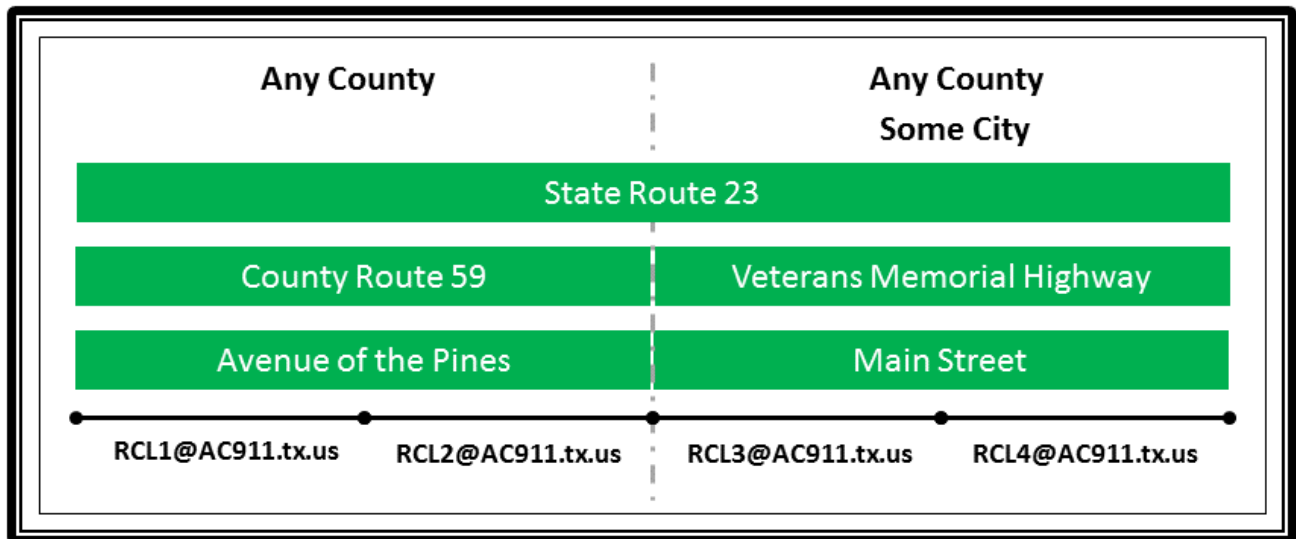 Any County
Any County
Some City
State Route 23
County Route 59
Veterans Memorial Highway
Avenue of the Pines
Main Street
RCL1@AC911.tx.us
RCL2@AC911.tx.us
RCL3@AC911.tx.us
RCL4@AC911.tx.us